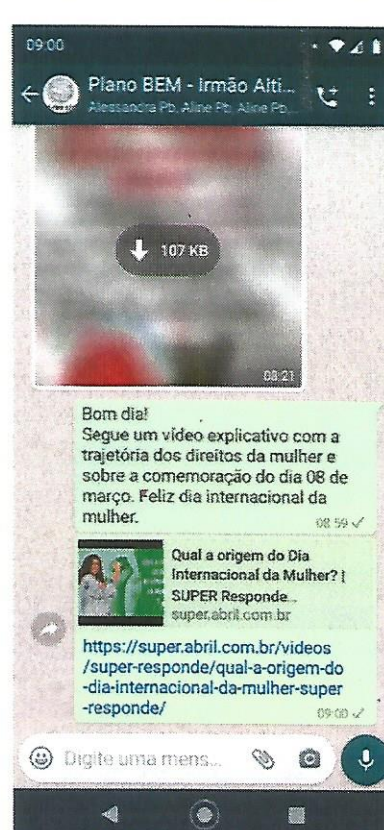 09:00
Plano BEM - Irmão Aiti...
Alessandra Pb, Aline Pb, Aline Pb,...
107 KB
08:21
Bom dia!
Segue um vídeo explicativo com a
trajetória dos direitos da mulher e
sobre a comemoração do dia 08 de
março. Feliz dia internacional da
mulher.
08:59
Qual a origem do Dia
Internacional da Mulher? |
SUPER Responde...
super.abril.com.br
https://super.abril.com.br/videos
/super-responde/qual-a-origem-do
-dia-internacional-da-mulher-super
-responde/
09:00
Digite uma mens...